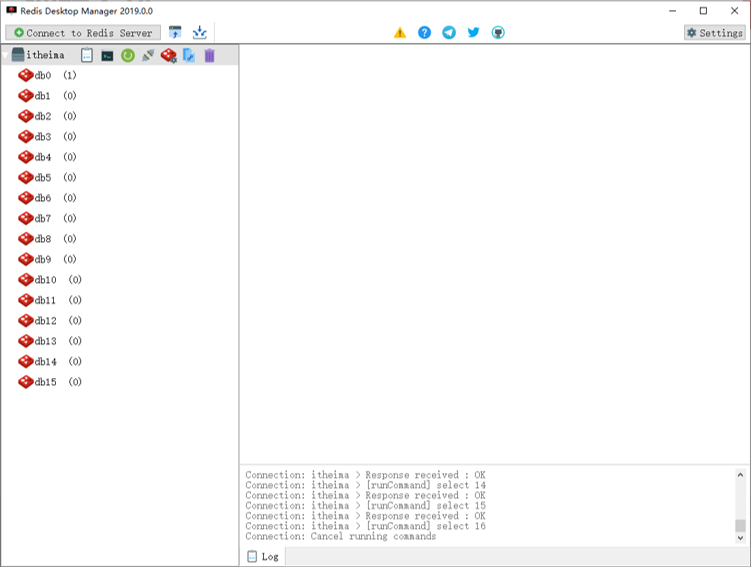 Redis Desktop Manager 2019.0.0
Connect to Redis Server
Settings
itheima
db0 (1)
db1 (0)
db2 (0)
db3 (0)
db4 (0)
db5 (0)
db6 (0)
db7 (0)
db8 (0)
db9 (0)
db10 (0)
db11 (0)
db12 (0)
db13 (0)
db14 (0)
db15 (0)
Connection: itheima > Response received : OK
Connection: itheima > [runCommand] select 14
Connection: itheima > Response received : OK
Connection: itheima > [runCommand] select 15
Connection: itheima > Response received : OK
Connection: itheima > [runCommand] select 16
Connection: Cancel running commands
Log